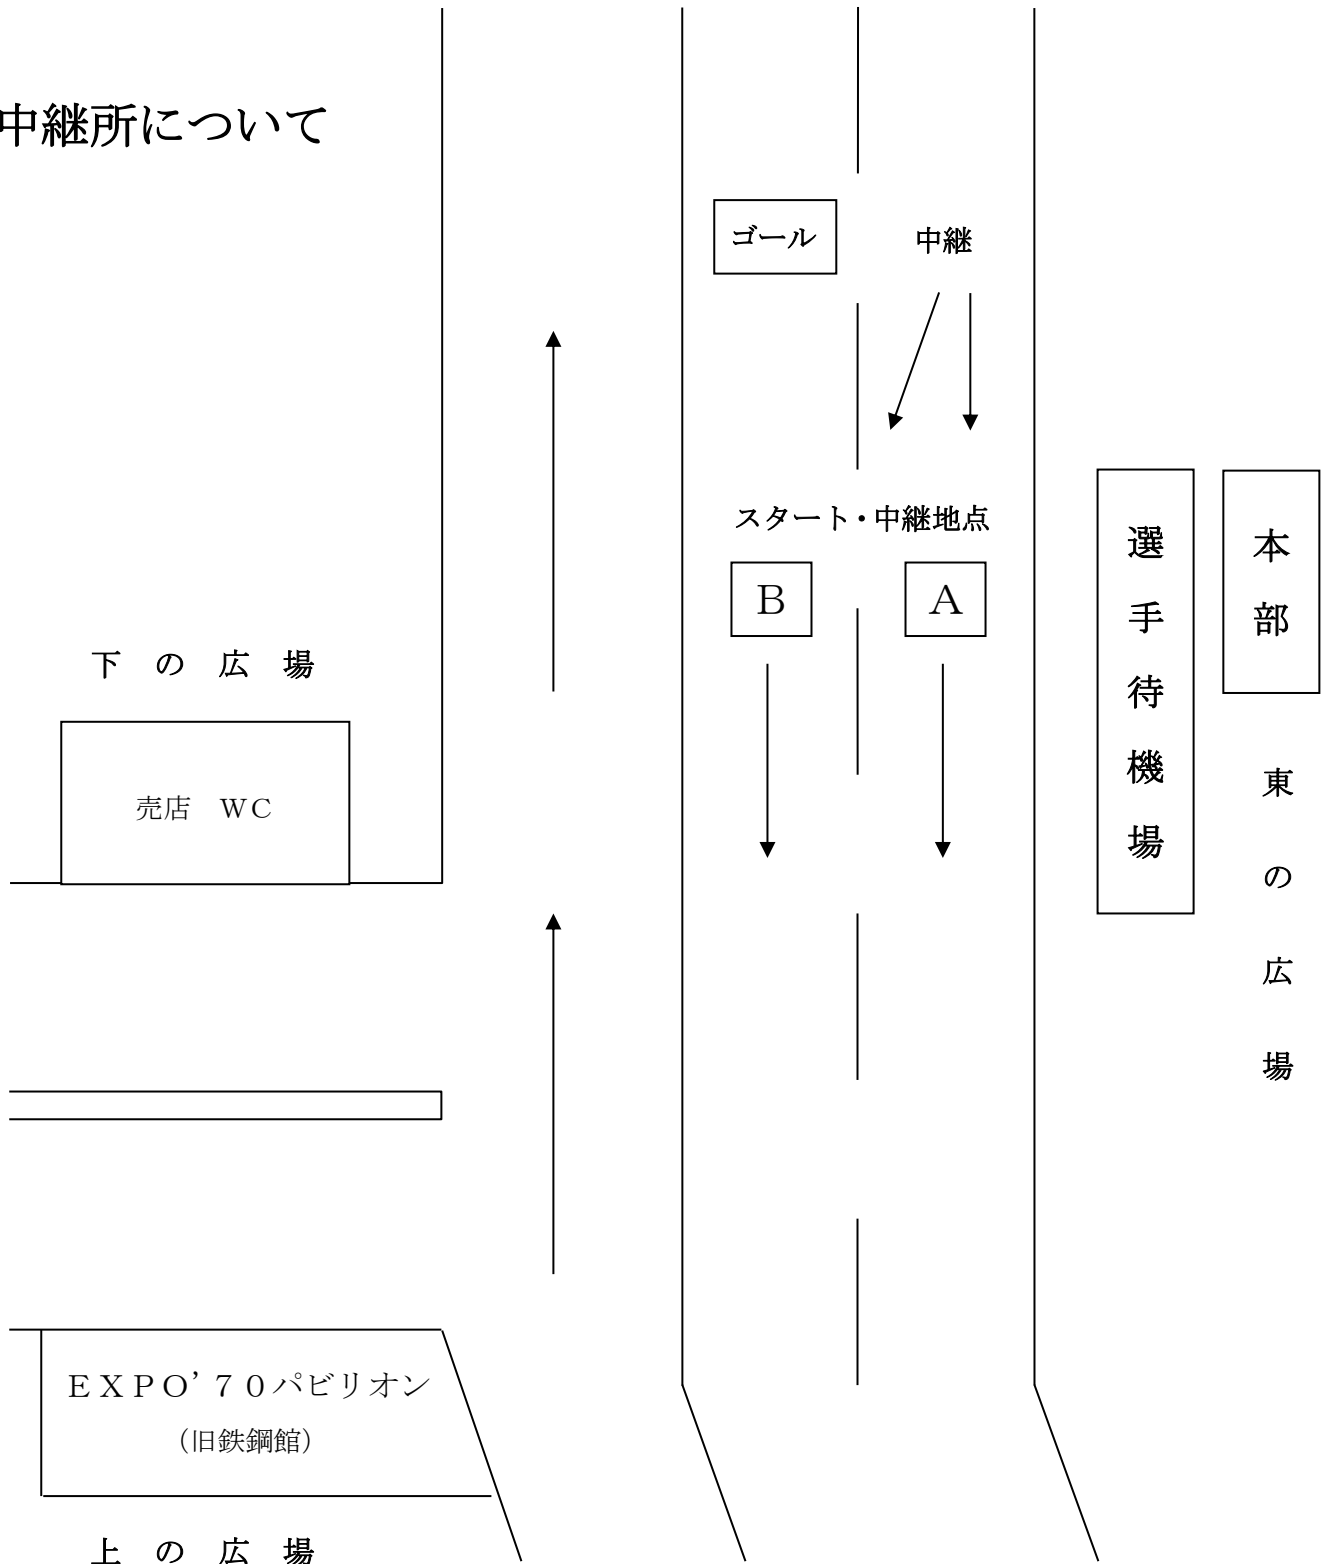 中継所について
ゴール
中継
スタート・中継地点
B
A
選手待機場
本部
東の広場
下の広場
売店　WC
ＥＸＰＯ’７０パビリオン
（旧鉄鋼館）
上の広場